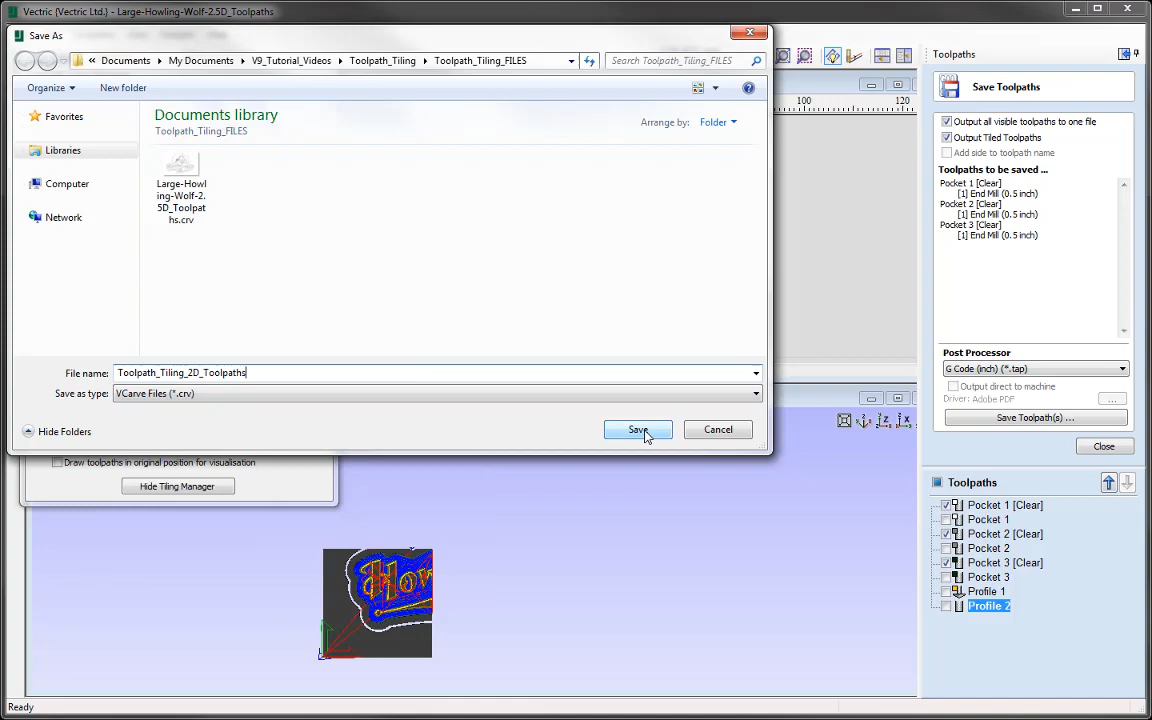 Vectric {Vectric Ltd.} - Large-Howling-Wolf-2.5D_Toolpaths
Save As
« Documents ▸ My Documents ▸ V9_Tutorial_Videos ▸ Toolpath_Tiling ▸ Toolpath_Tiling_FILES
Search Toolpath_Tiling_FILES
Organize
New folder
Favorites
Libraries
Computer
Network
Documents library
Toolpath_Tiling_FILES
Arrange by: Folder
Large-Howl
ing-Wolf-2.
5D_Toolpat
hs.crv
File name: Toolpath_Tiling_2D_Toolpaths
Save as type: VCarve Files (*.crv)
Hide Folders
Save
Cancel
Draw toolpaths in original position for visualisation
Hide Tiling Manager
100
120
How
Toolpaths
Save Toolpaths
Output all visible toolpaths to one file
Output Tiled Toolpaths
Add side to toolpath name
Toolpaths to be saved ...
Pocket 1 [Clear]
[1] End Mill (0.5 inch)
Pocket 2 [Clear]
[1] End Mill (0.5 inch)
Pocket 3 [Clear]
[1] End Mill (0.5 inch)
Post Processor
G Code (inch) (*.tap)
Output direct to machine
Driver: Adobe PDF
...
Save Toolpath(s) ...
Close
Toolpaths
Pocket 1 [Clear]
Pocket 1
Pocket 2 [Clear]
Pocket 2
Pocket 3 [Clear]
Pocket 3
Profile 1
Profile 2
Ready